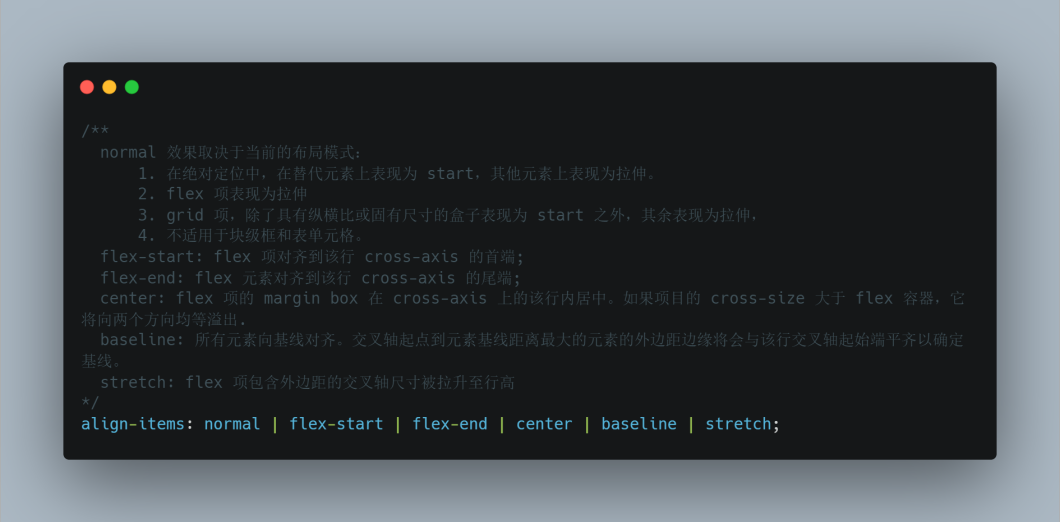 /**
  normal 效果取决于当前的布局模式:
      1. 在绝对定位中，在替代元素上表现为 start，其他元素上表现为拉伸。
      2. flex 项表现为拉伸
      3. grid 项，除了具有纵横比或固有尺寸的盒子表现为 start 之外，其余表现为拉伸，
      4. 不适用于块级框和表单元格。
  flex-start: flex 项对齐到该行 cross-axis 的首端;
  flex-end: flex 元素对齐到该行 cross-axis 的尾端;
  center: flex 项的 margin box 在 cross-axis 上的该行内居中。如果项目的 cross-size 大于 flex 容器，它
将向两个方向均等溢出.
  baseline: 所有元素向基线对齐。交叉轴起点到元素基线距离最大的元素的外边距边缘将会与该行交叉轴起始端平齐以确定
基线。
  stretch: flex 项包含外边距的交叉轴尺寸被拉升至行高
*/
align-items: normal | flex-start | flex-end | center | baseline | stretch;